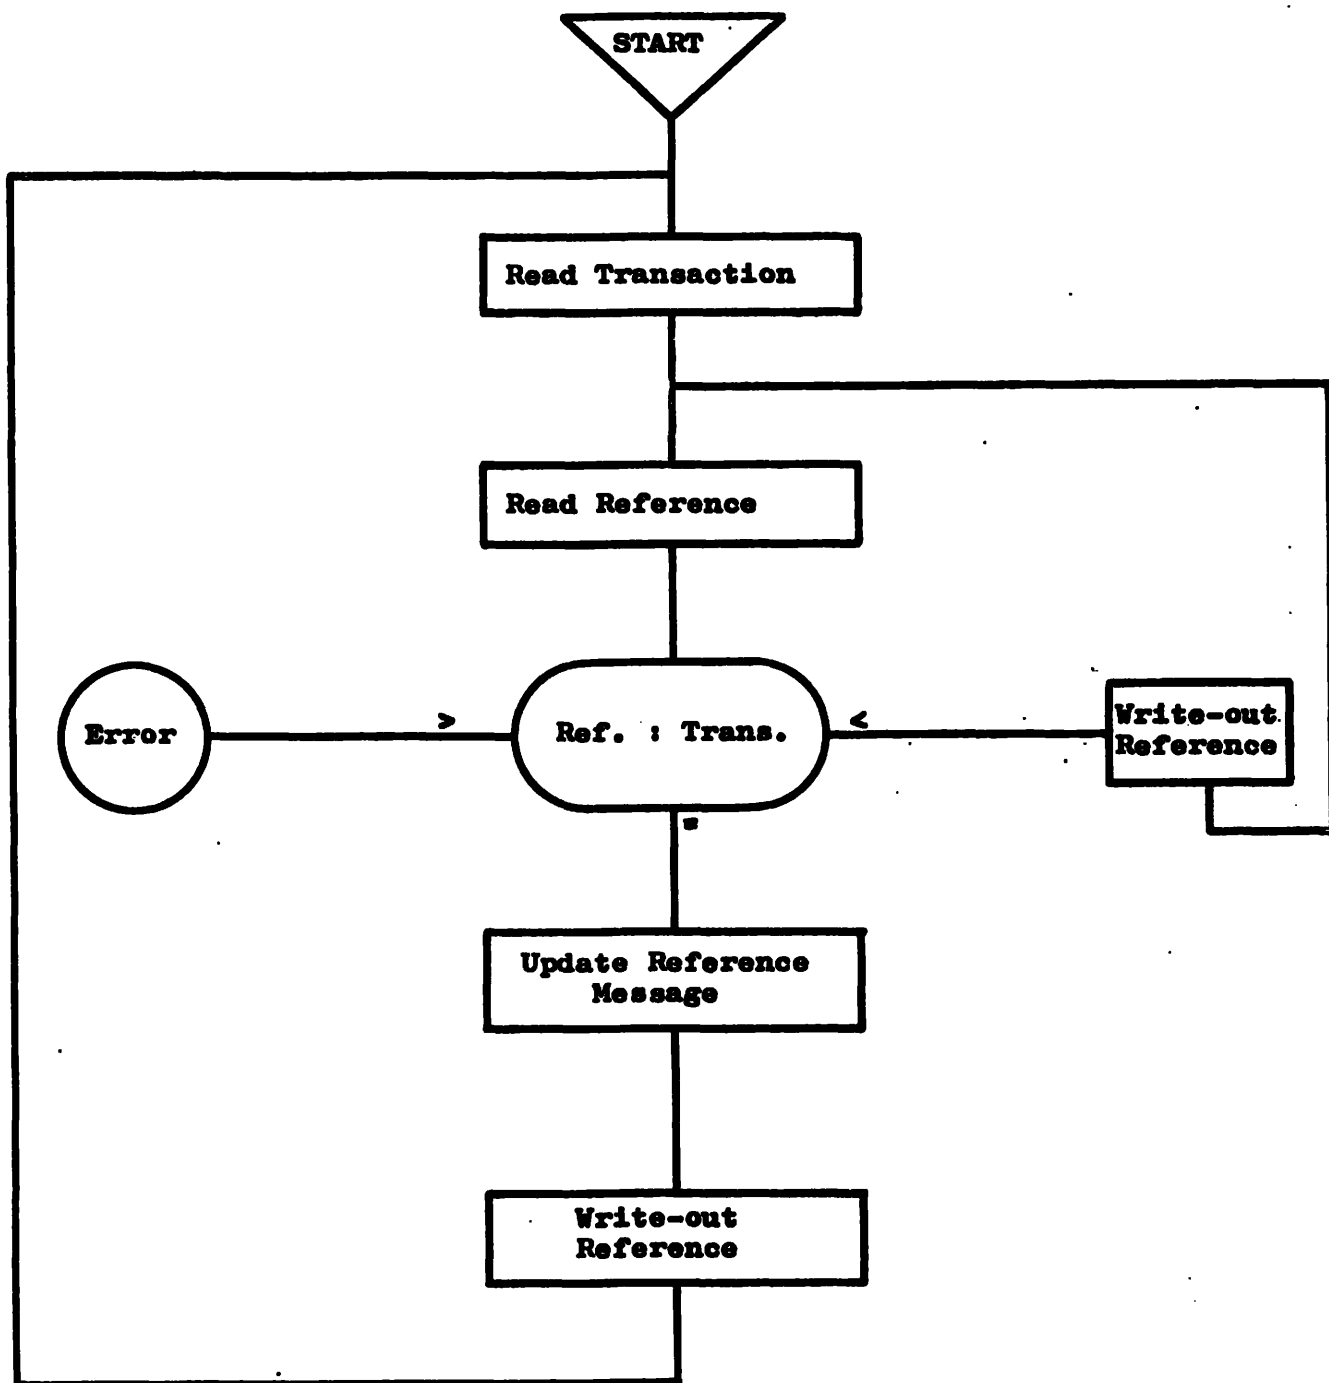 START
Read Transaction
Read Reference
Error
>
Ref. : Trans.
<
Write-out
Reference
=
Update Reference
Message
Write-out
Reference